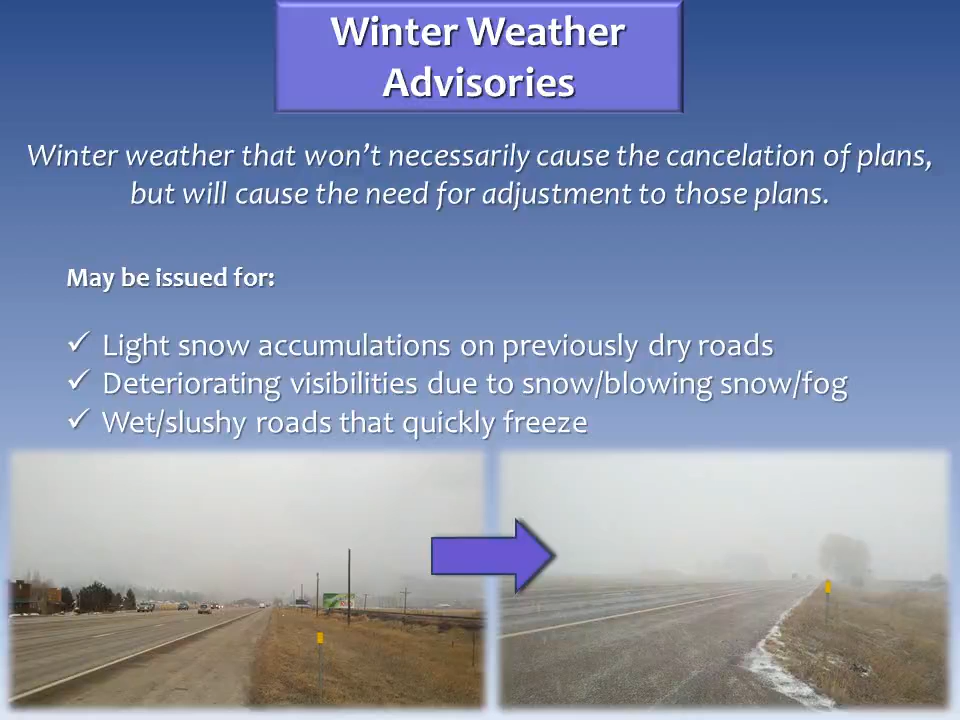 Winter Weather
Advisories
Winter weather that won’t necessarily cause the cancelation of plans,
but will cause the need for adjustment to those plans.
May be issued for:
✓ Light snow accumulations on previously dry roads
✓ Deteriorating visibilities due to snow/blowing snow/fog
✓ Wet/slushy roads that quickly freeze